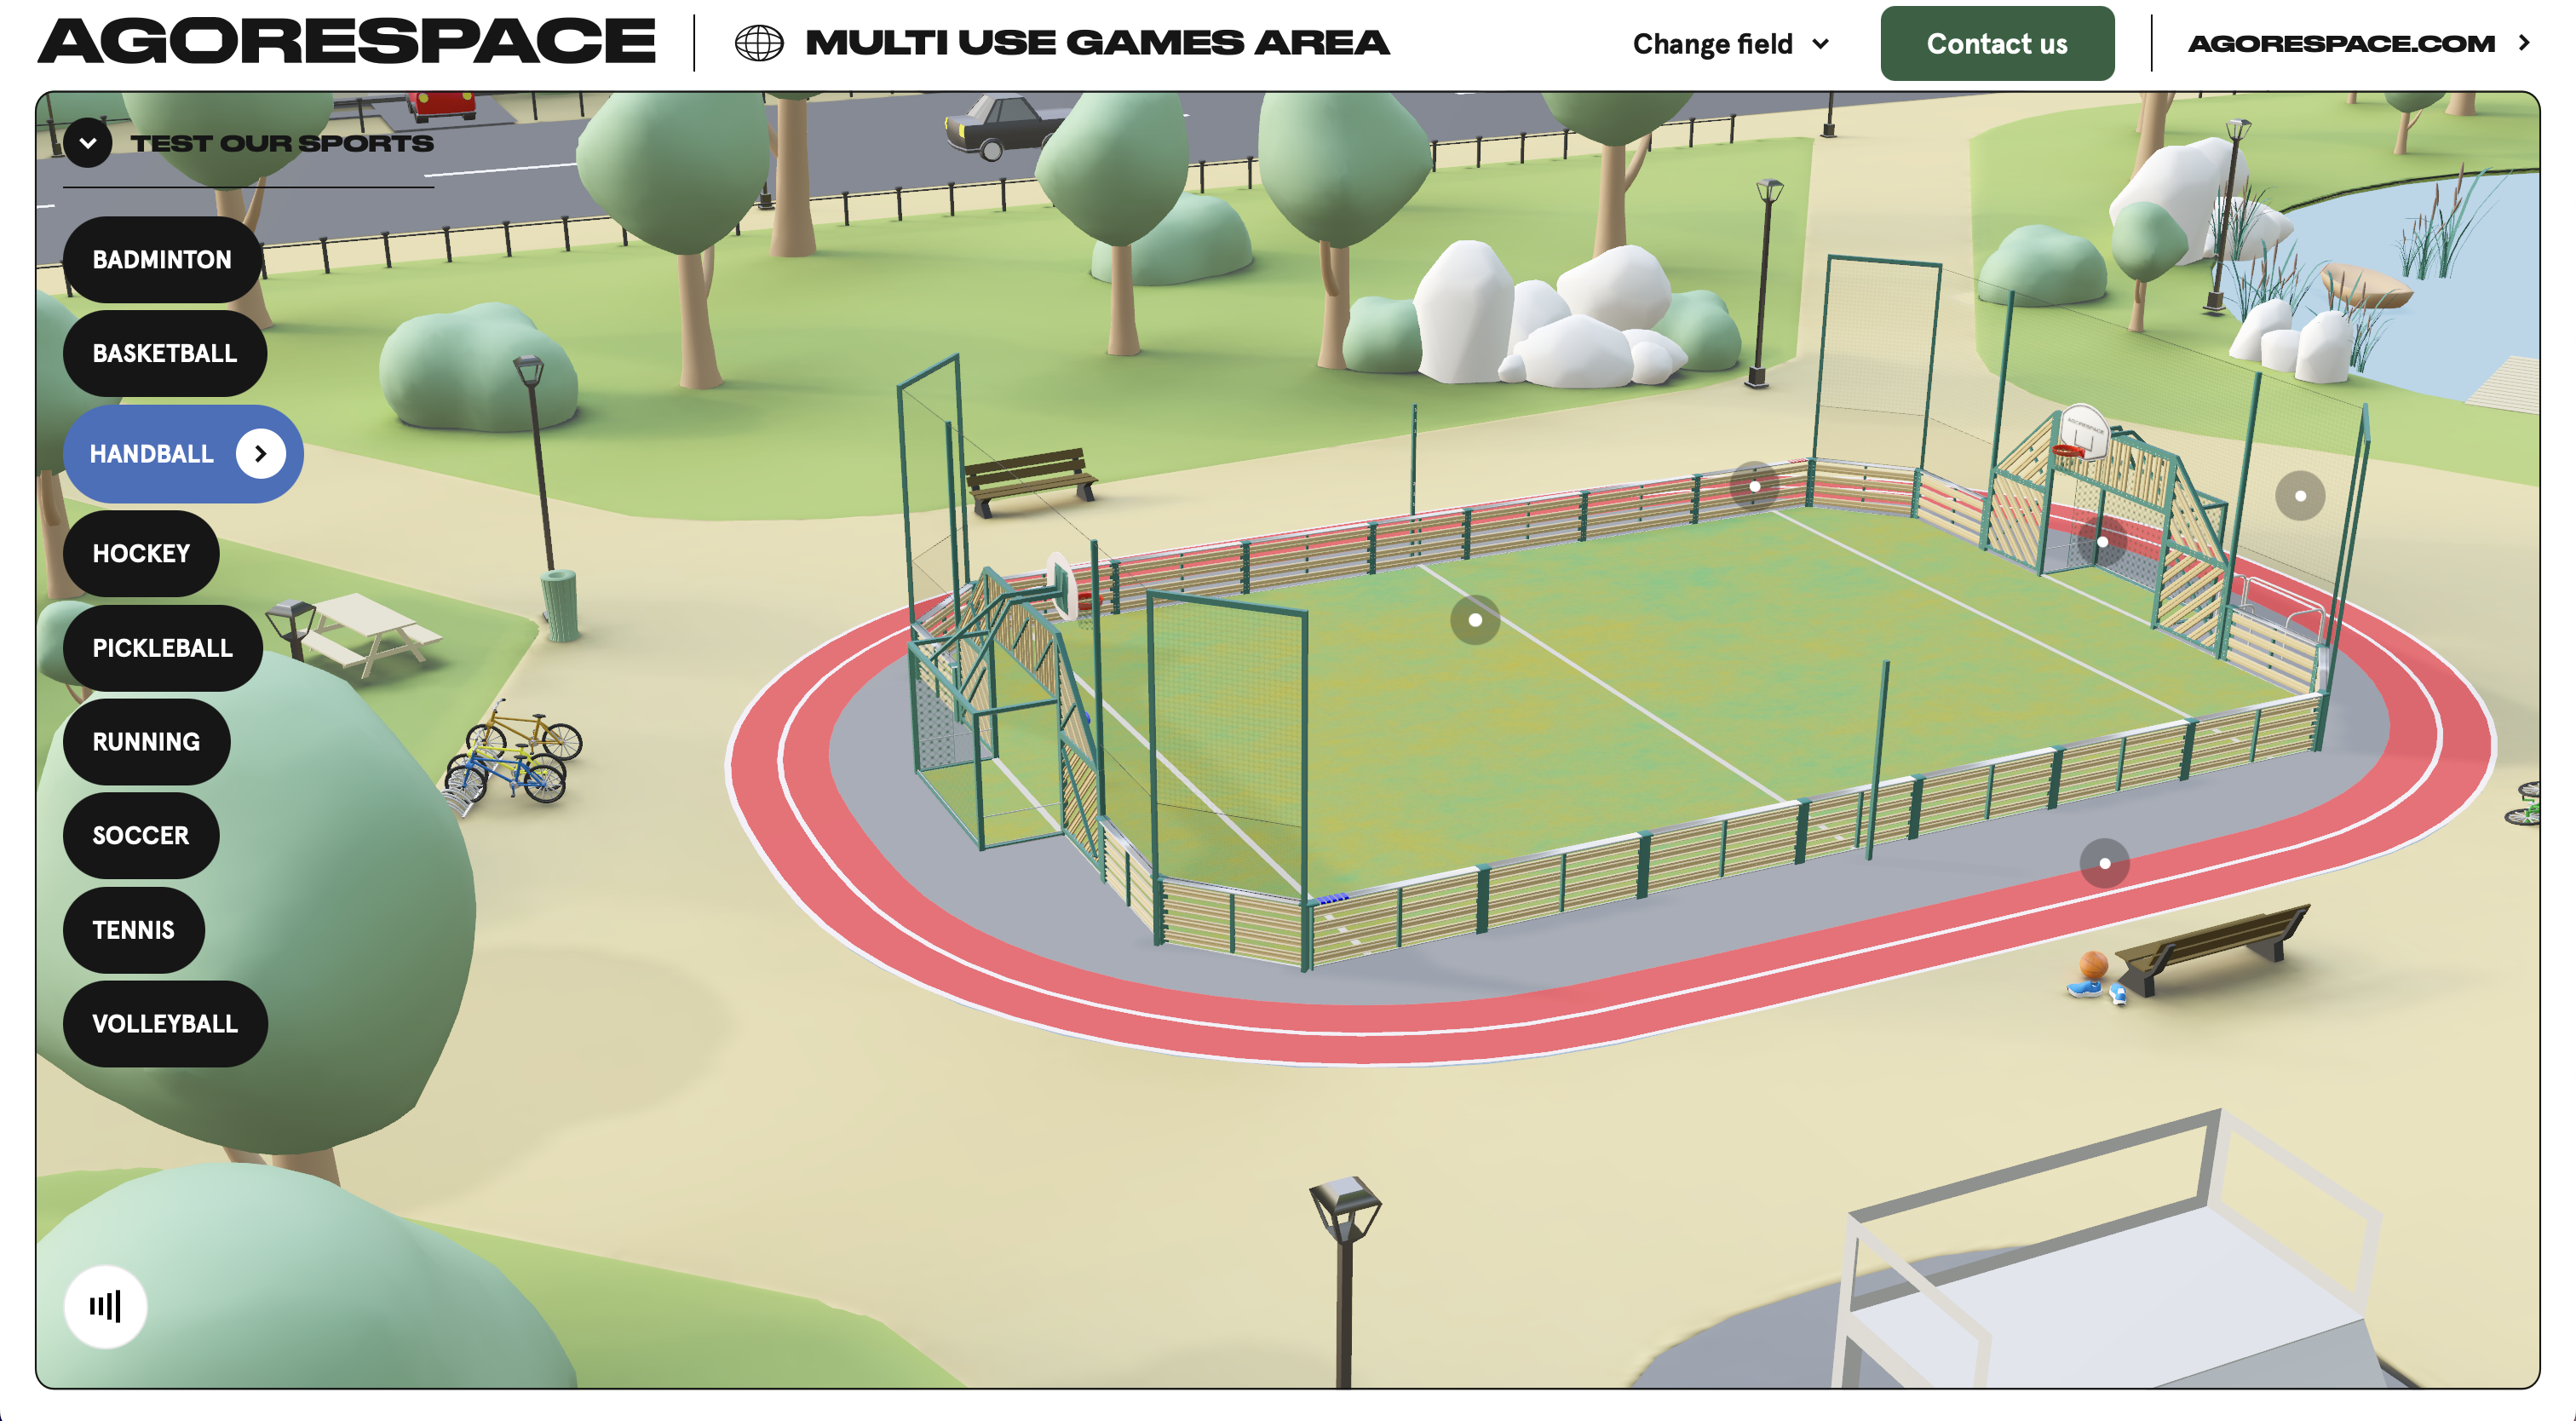 AGORESPACE
MULTI USE GAMES AREA
Change field
Contact us
AGORESPACE.COM
TEST OUR SPORTS
BADMINTON
BASKETBALL
HANDBALL
HOCKEY
PICKLEBALL
RUNNING
SOCCER
TENNIS
VOLLEYBALL
AGORESPACE